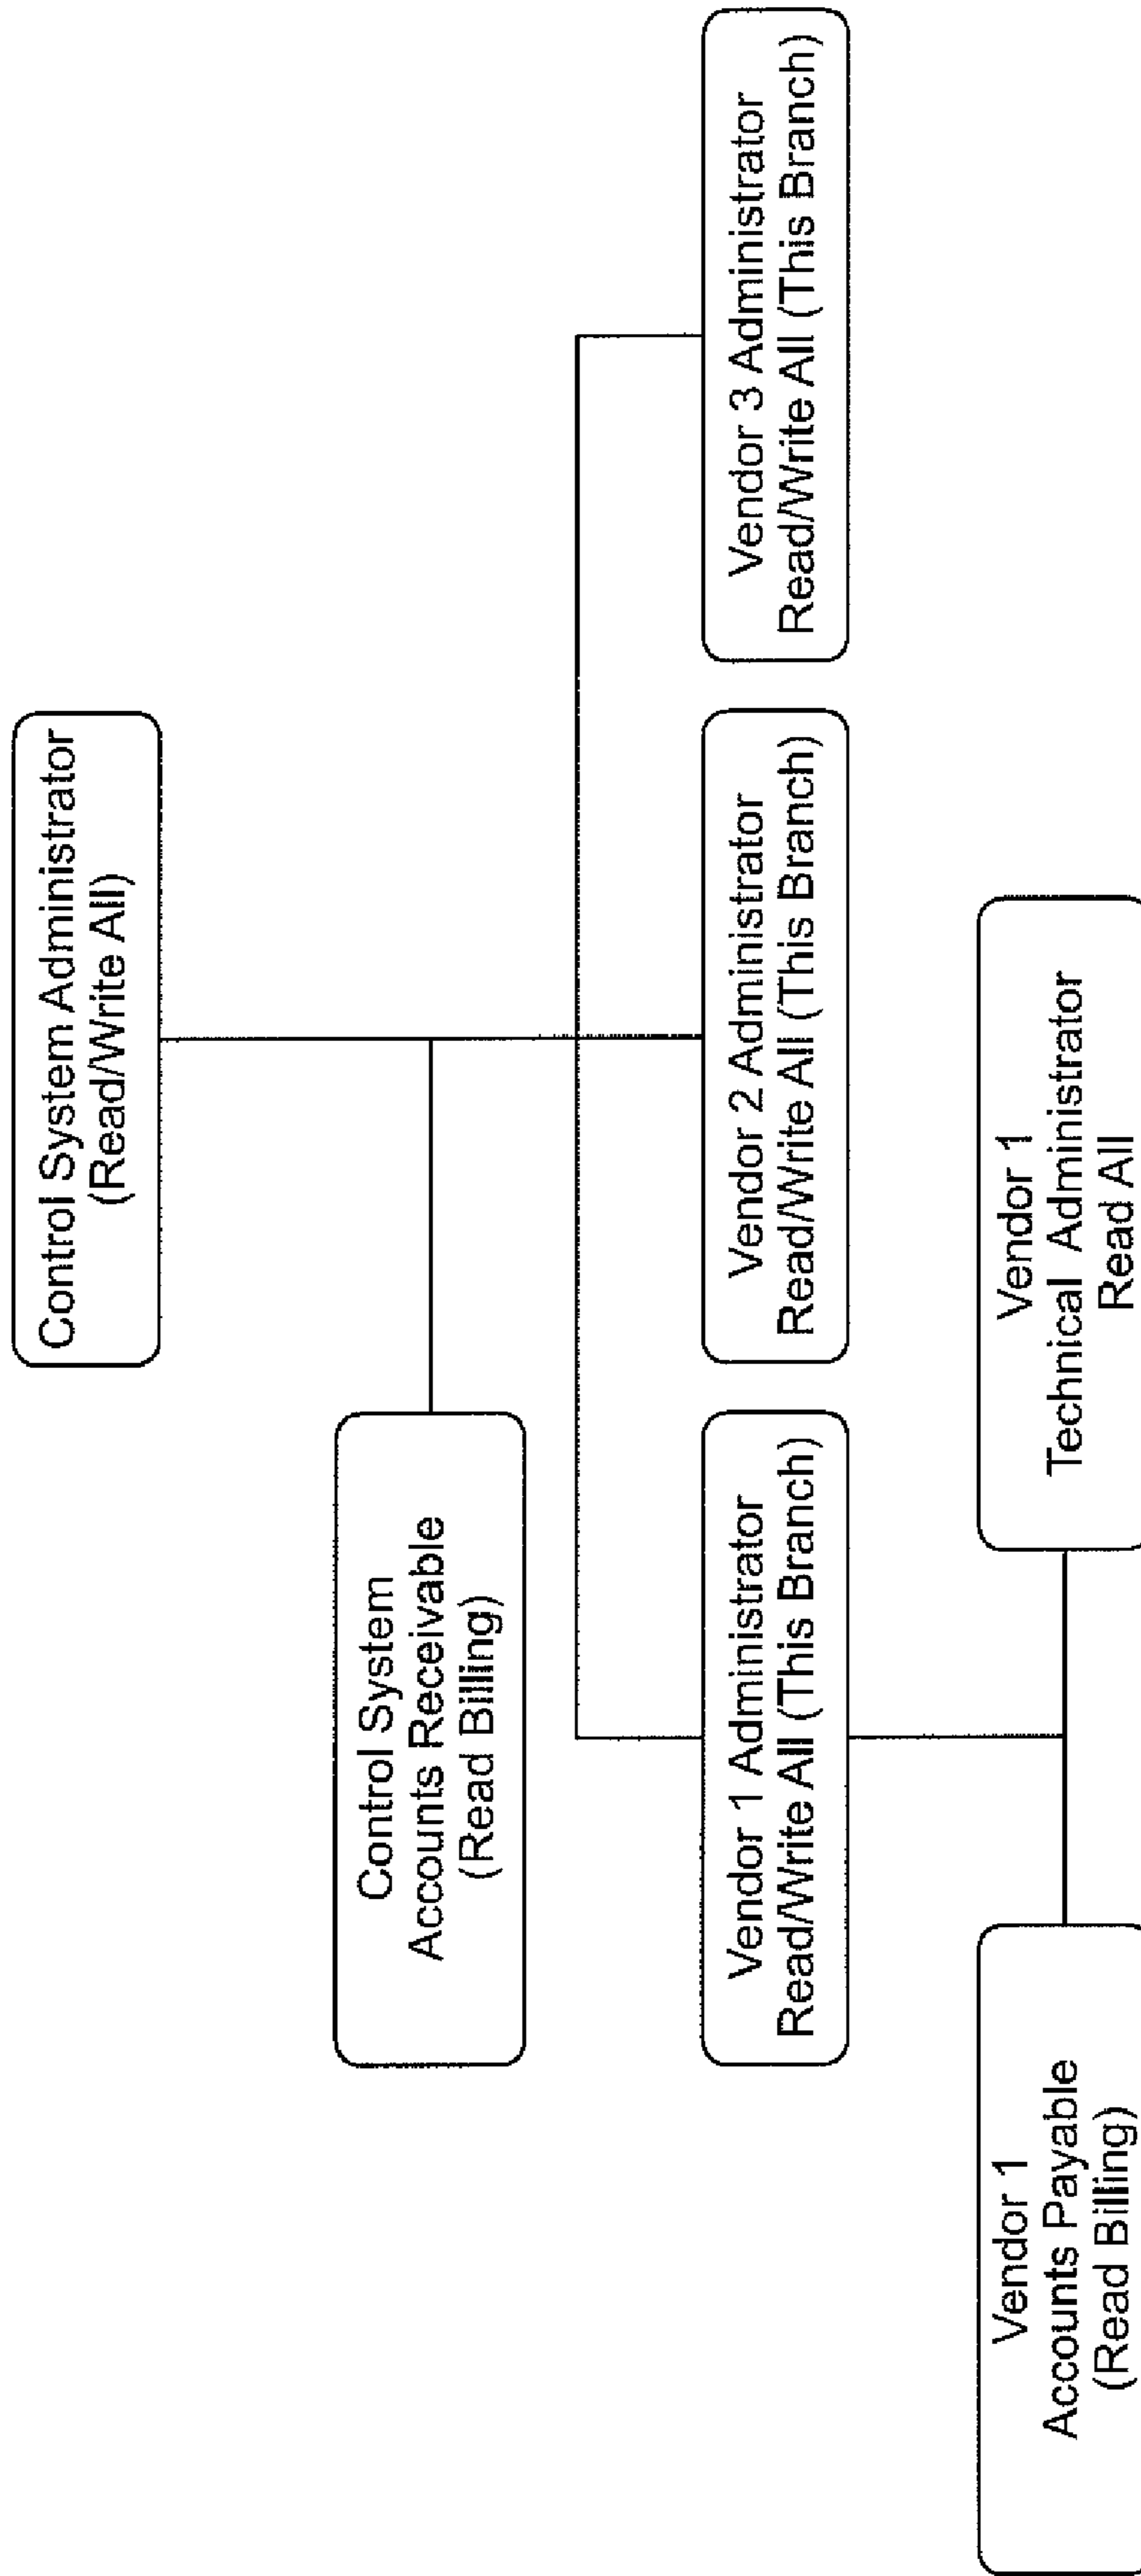 Control System Administrator
(Read/Write All)
Control System
Accounts Receivable
(Read Billing)
Vendor 1 Administrator
Read/Write All (This Branch)
Vendor 2 Administrator
Read/Write All (This Branch)
Vendor 3 Administrator
Read/Write All (This Branch)
Vendor 1
Accounts Payable
(Read Billing)
Vendor 1
Technical Administrator
Read All